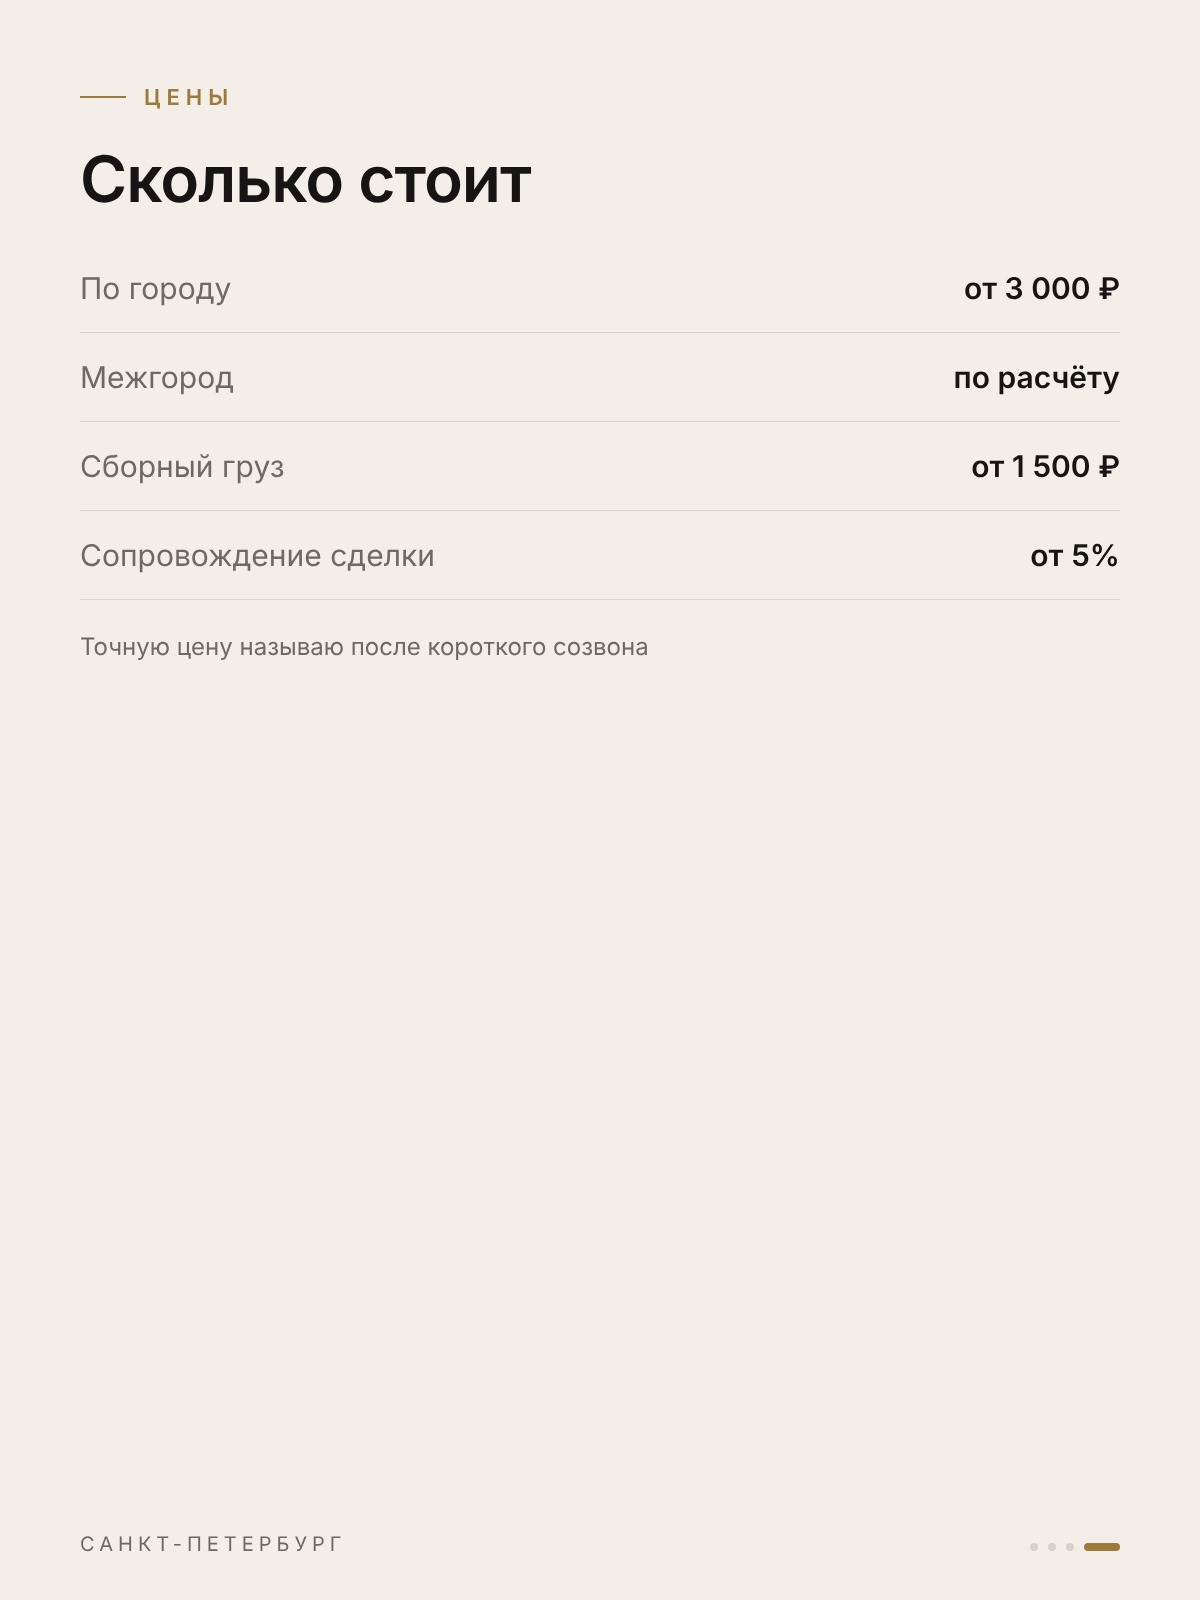 ЦЕНЫ
Сколько стоит
По городу от 3 000 ₽
Межгород по расчёту
Сборный груз от 1 500 ₽
Сопровождение сделки от 5%
Точную цену называю после короткого созвона
САНКТ-ПЕТЕРБУРГ